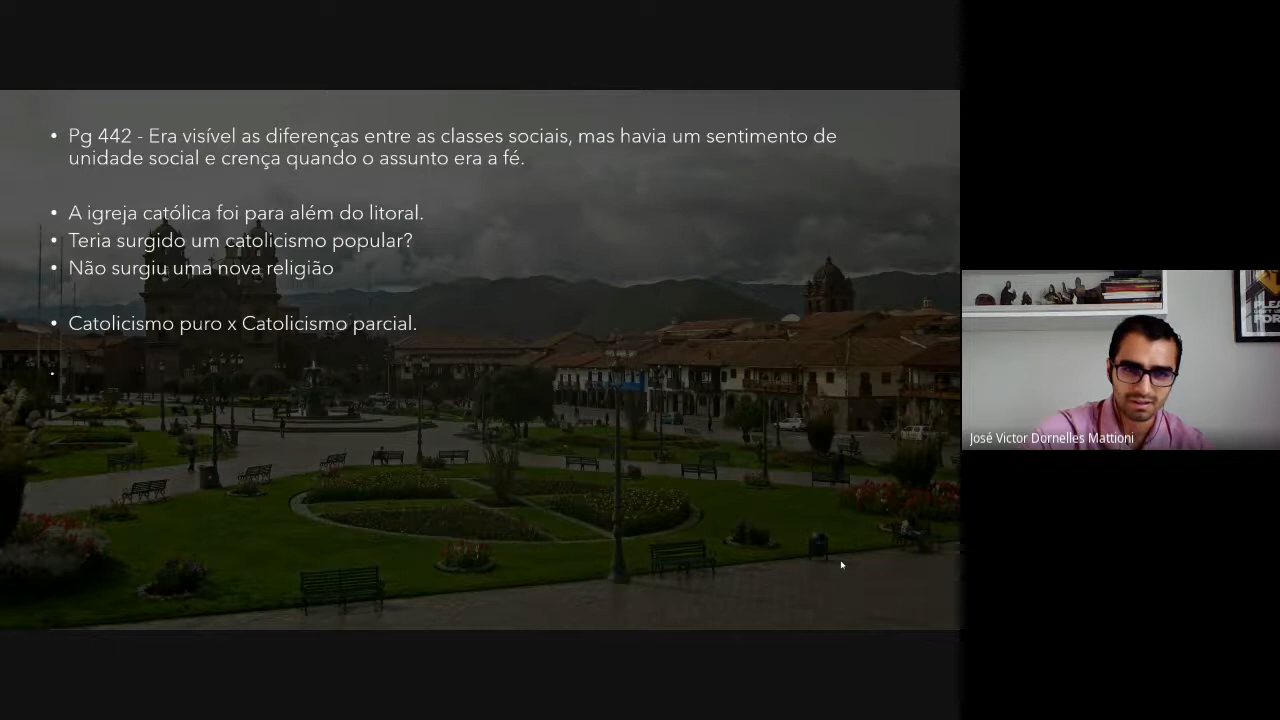 • Pg 442 - Era visível as diferenças entre as classes sociais, mas havia um sentimento de
unidade social e crença quando o assunto era a fé.
• A igreja católica foi para além do litoral.
• Teria surgido um catolicismo popular?
• Não surgiu uma nova religião
• Catolicismo puro x Catolicismo parcial.
•
José Victor Dornelles Mattioni